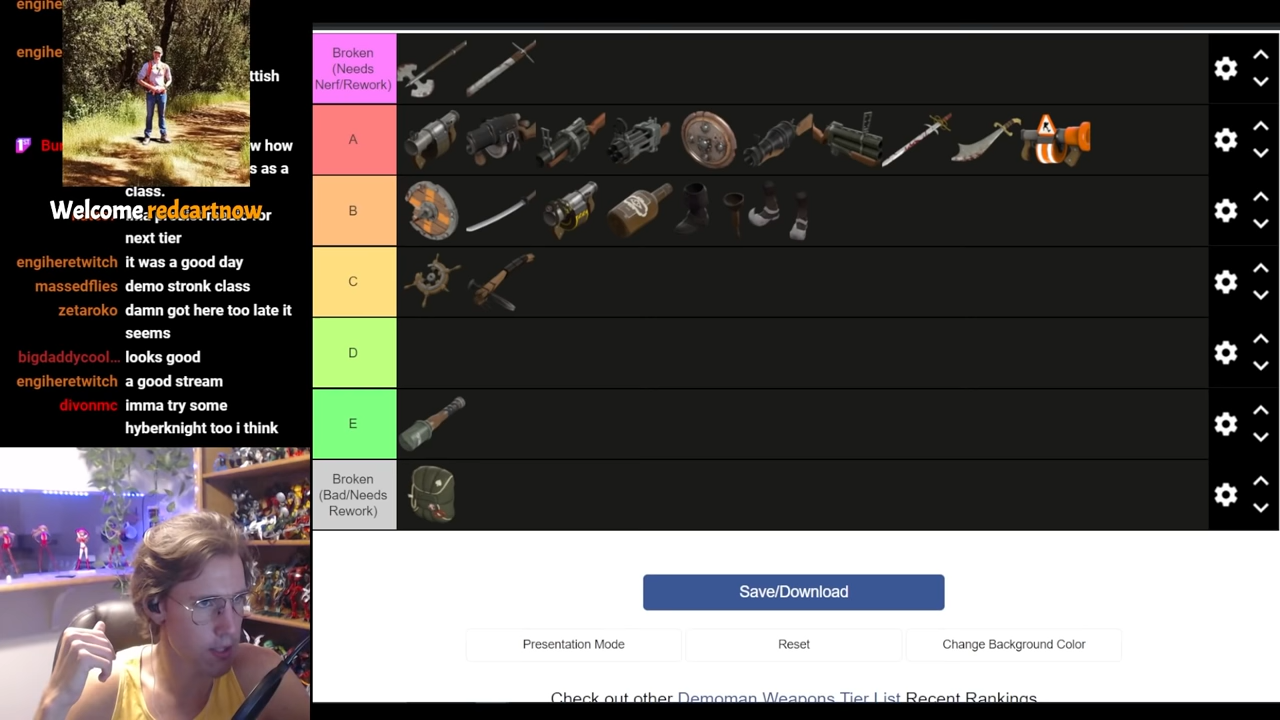 engihe
engihe
ttish
Bu w how
s as a
class.
Welcome redcartnow
next tier
engiheretwitch it was a good day
massedflies demo stronk class
zetaroko damn got here too late it
seems
bigdaddycool... looks good
engiheretwitch a good stream
divonmc imma try some
hyberknight too i think
Broken
(Needs
Nerf/Rework)
A
B
C
D
E
Broken
(Bad/Needs
Rework)
Save/Download
Presentation Mode
Reset
Change Background Color
Check out other Demoman Weapons Tier List Recent Rankings